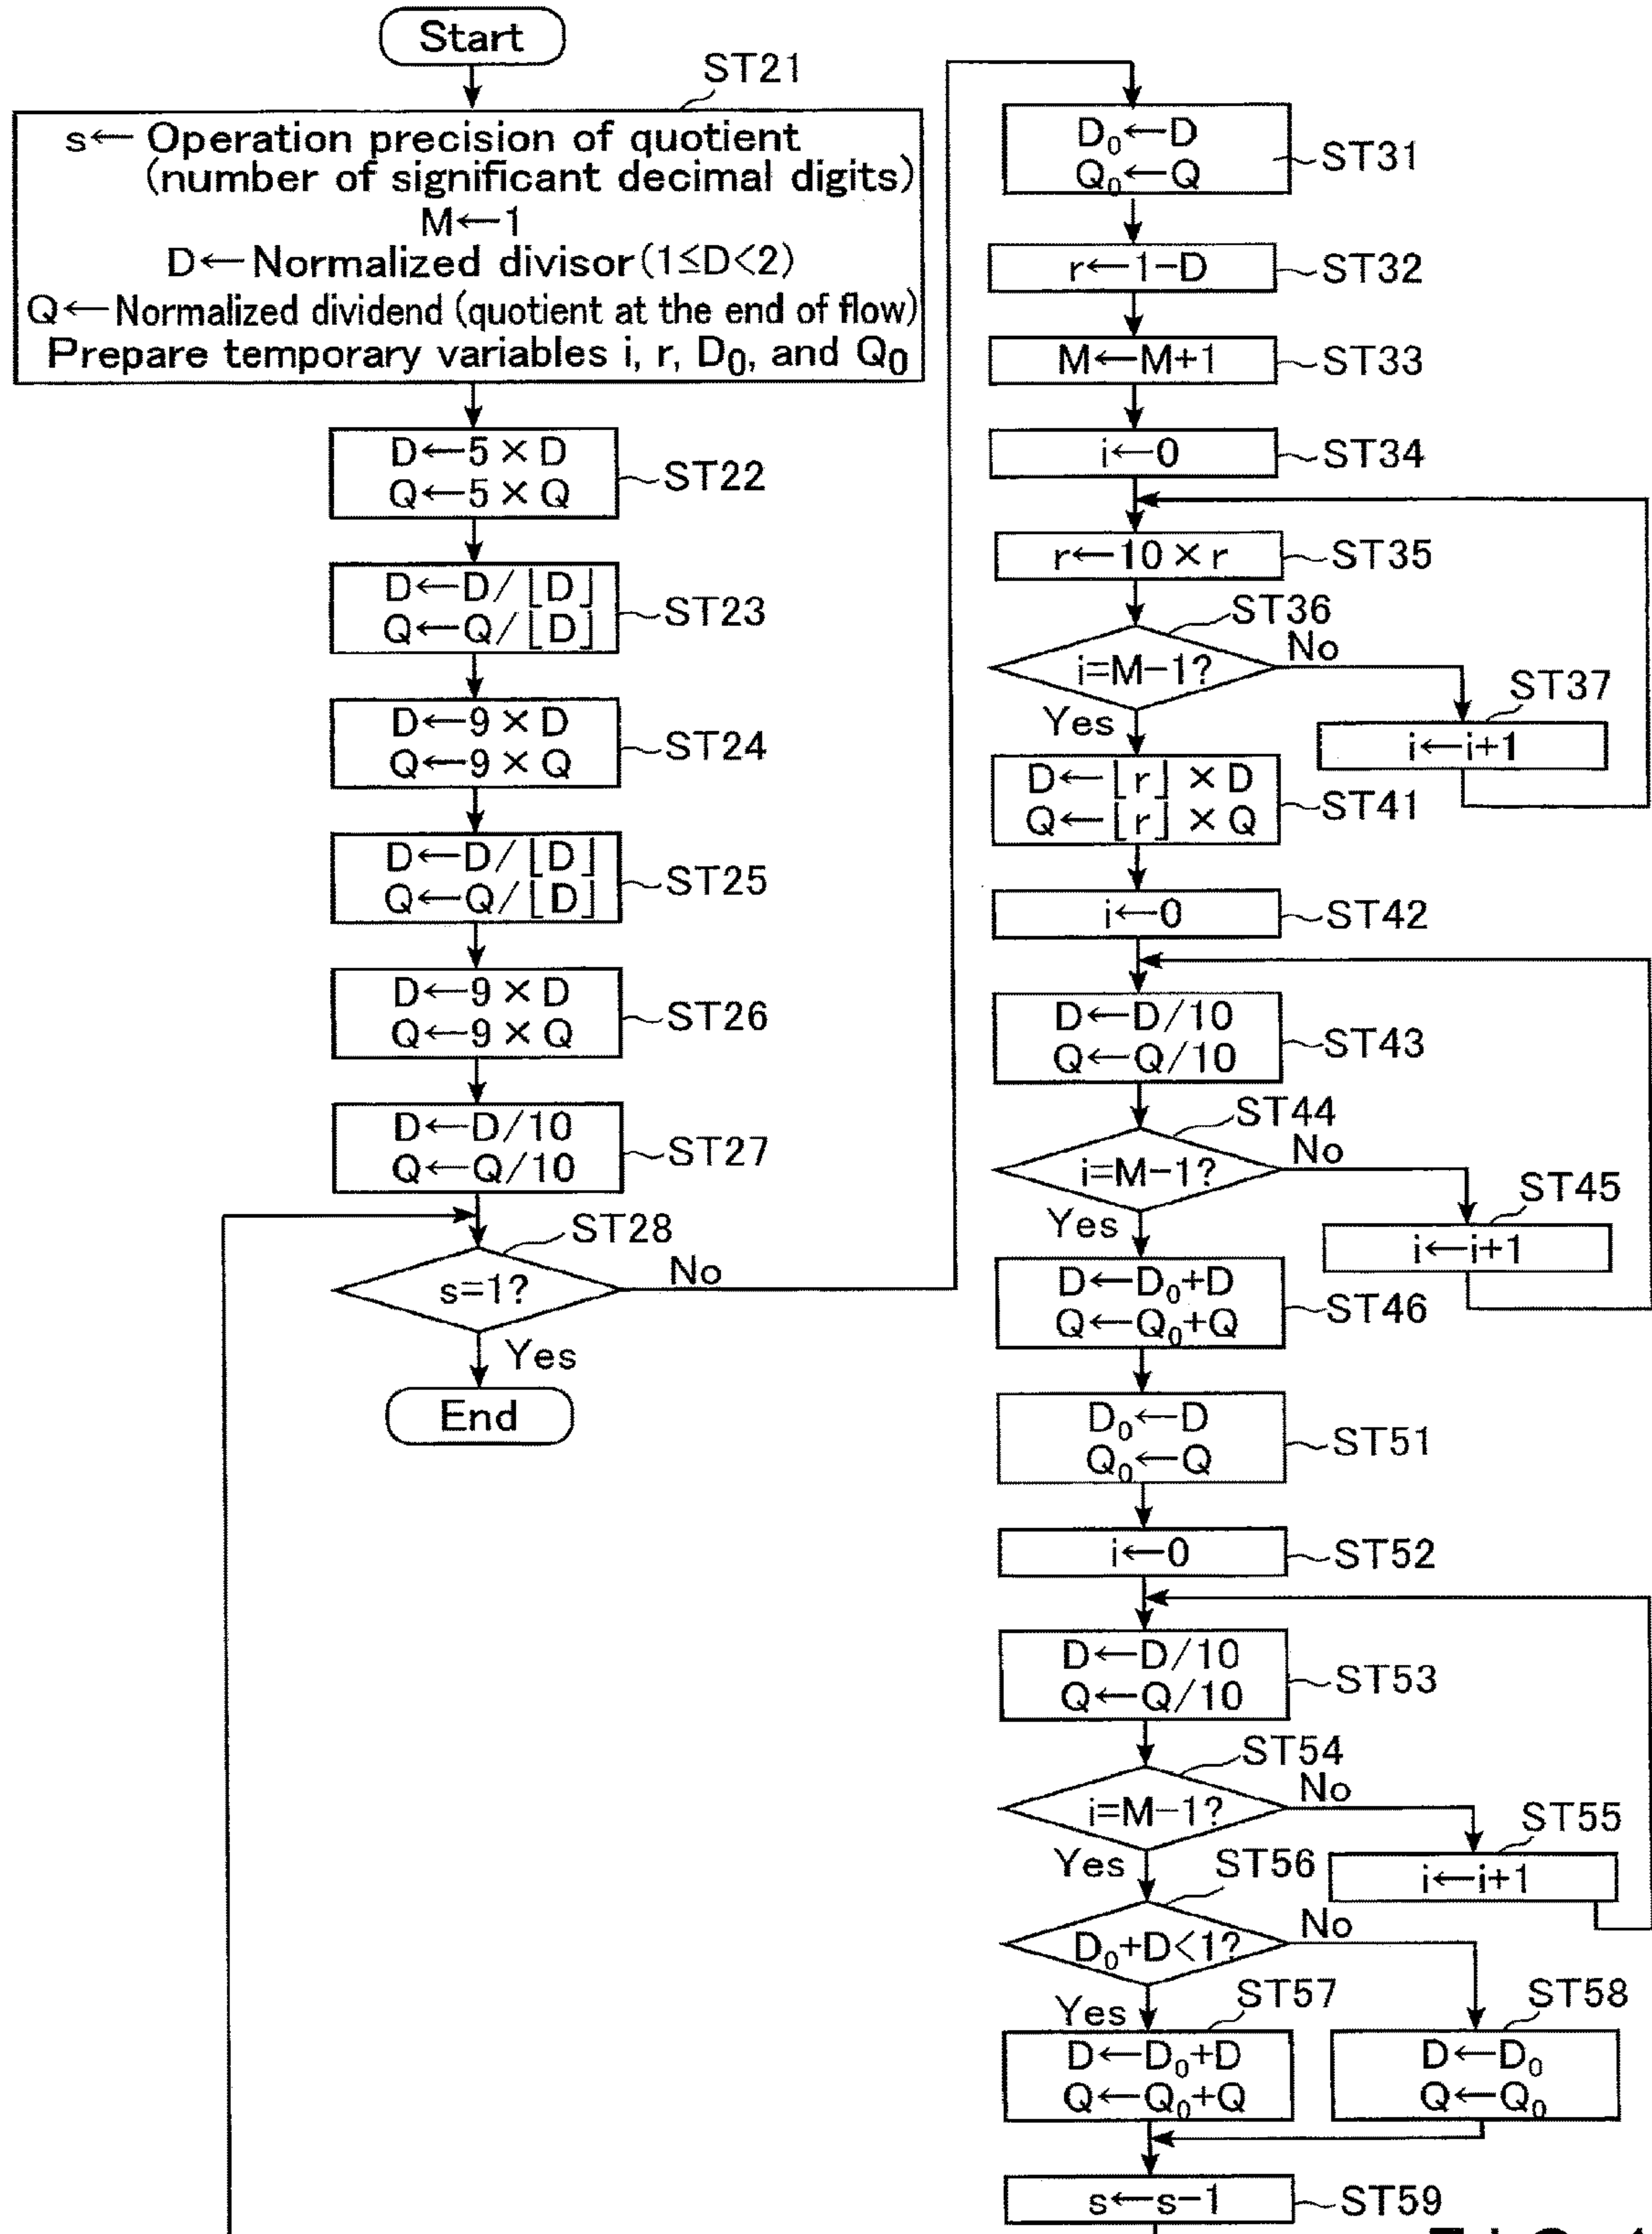 Start
ST21
s←Operation precision of quotient
(number of significant decimal digits)
M←1
D←Normalized divisor(1≤D<2)
Q←Normalized dividend (quotient at the end of flow)
Prepare temporary variables i, r, D₀, and Q₀
D←5×D
Q←5×Q
ST22
D←D/⌊D⌋
Q←Q/⌊D⌋
ST23
D←9×D
Q←9×Q
ST24
D←D/⌊D⌋
Q←Q/⌊D⌋
ST25
D←9×D
Q←9×Q
ST26
D←D/10
Q←Q/10
ST27
ST28
s=1?
No
Yes
End
D₀←D
Q₀←Q
ST31
r←1-D
ST32
M←M+1
ST33
i←0
ST34
r←10×r
ST35
ST36
i=M-1?
No
Yes
ST37
i←i+1
D←⌊r⌋×D
Q←⌊r⌋×Q
ST41
i←0
ST42
D←D/10
Q←Q/10
ST43
ST44
i=M-1?
No
Yes
ST45
i←i+1
D←D₀+D
Q←Q₀+Q
ST46
D₀←D
Q₀←Q
ST51
i←0
ST52
D←D/10
Q←Q/10
ST53
ST54
i=M-1?
No
Yes
ST55
i←i+1
ST56
D₀+D<1?
No
Yes
ST57
D←D₀+D
Q←Q₀+Q
ST58
D←D₀
Q←Q₀
s←s-1
ST59